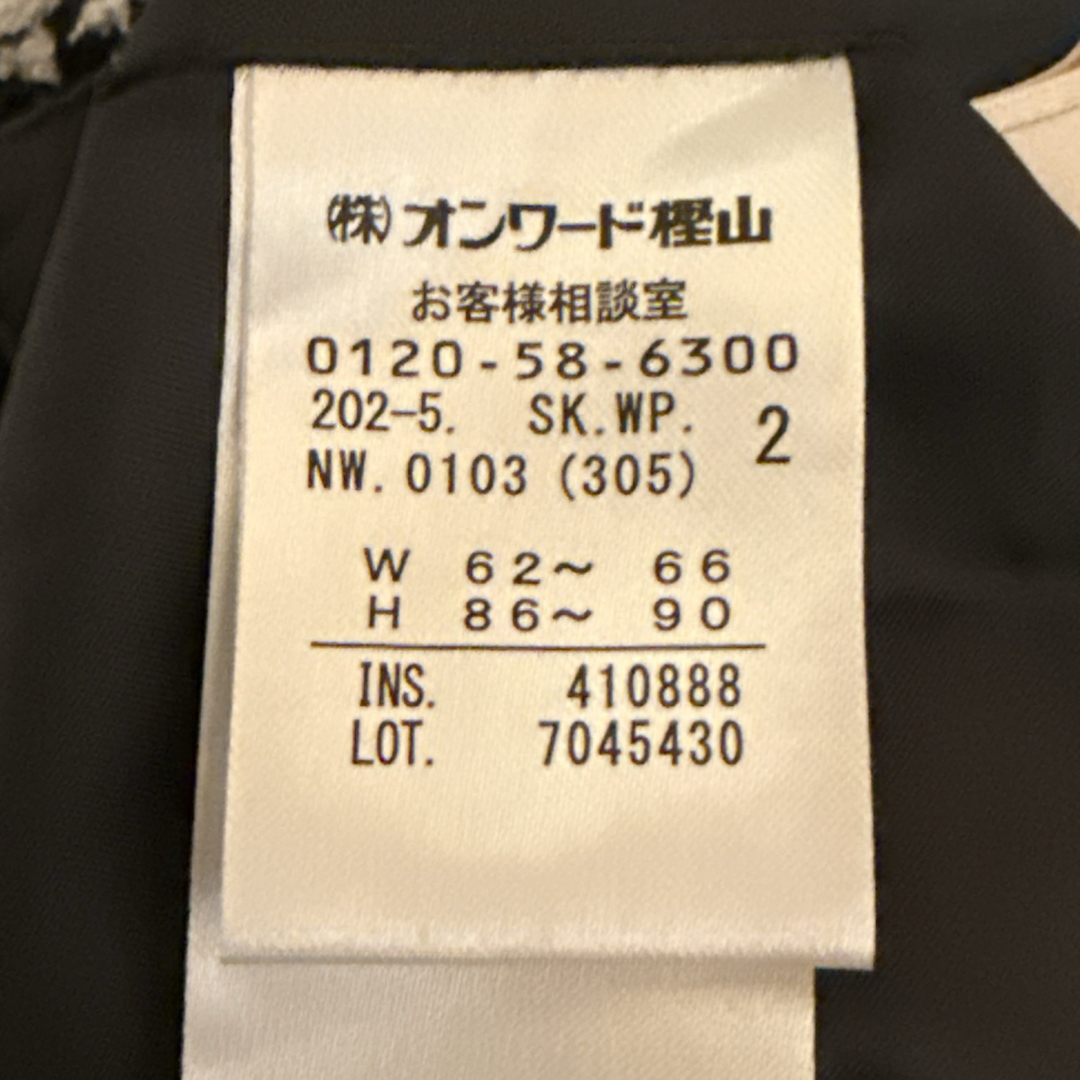 ㈱オンワード樫山
お客様相談室
0120-58-6300
202-5. SK.WP. 2
NW.0103 (305)
W 62～ 66
H 86～ 90
INS. 410888
LOT. 7045430